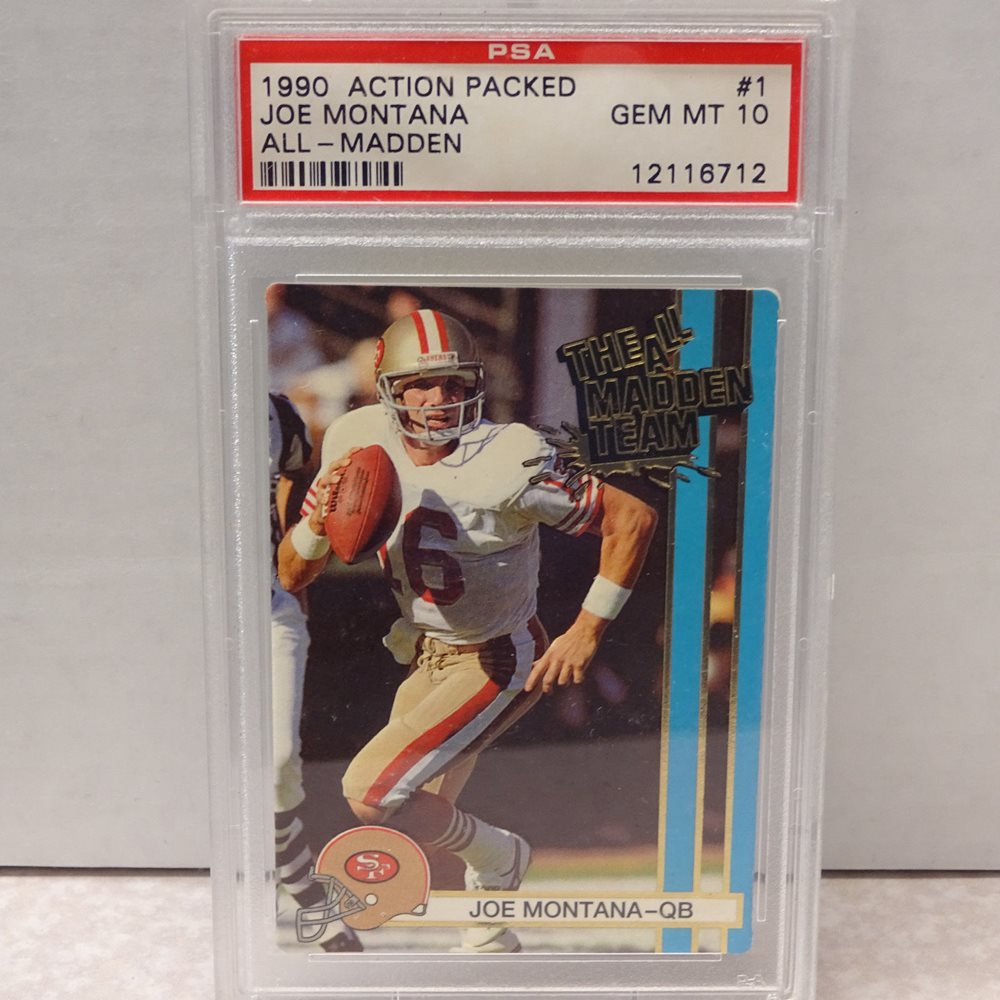 PSA
1990 ACTION PACKED #1
JOE MONTANA GEM MT 10
ALL-MADDEN
12116712
THE ALL
MADDEN
TEAM
16
SF
JOE MONTANA-QB